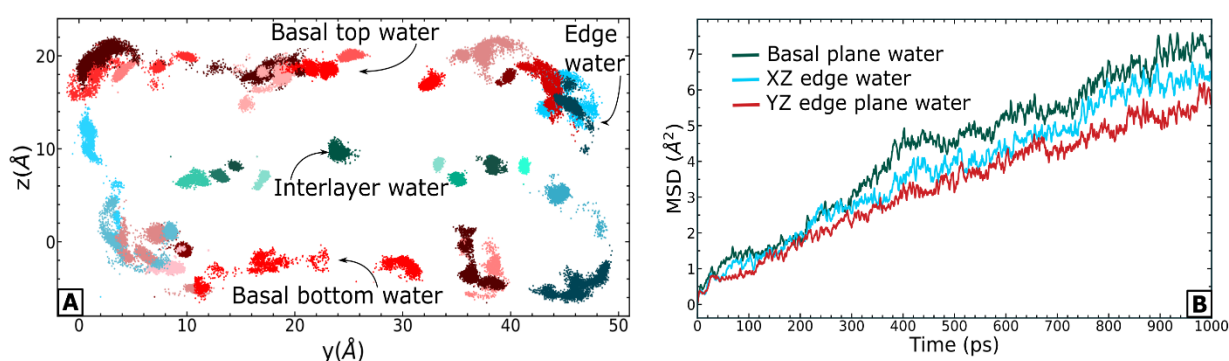 Basal top water
Edge
water
Interlayer water
Basal bottom water
A
z(Å)
20
10
0
0
10
20
30
40
50
y(Å)
Basal plane water
XZ edge water
YZ edge plane water
B
MSD (Å²)
7
6
5
4
3
2
1
0
0
100
200
300
400
500
600
700
800
900
1000
Time (ps)